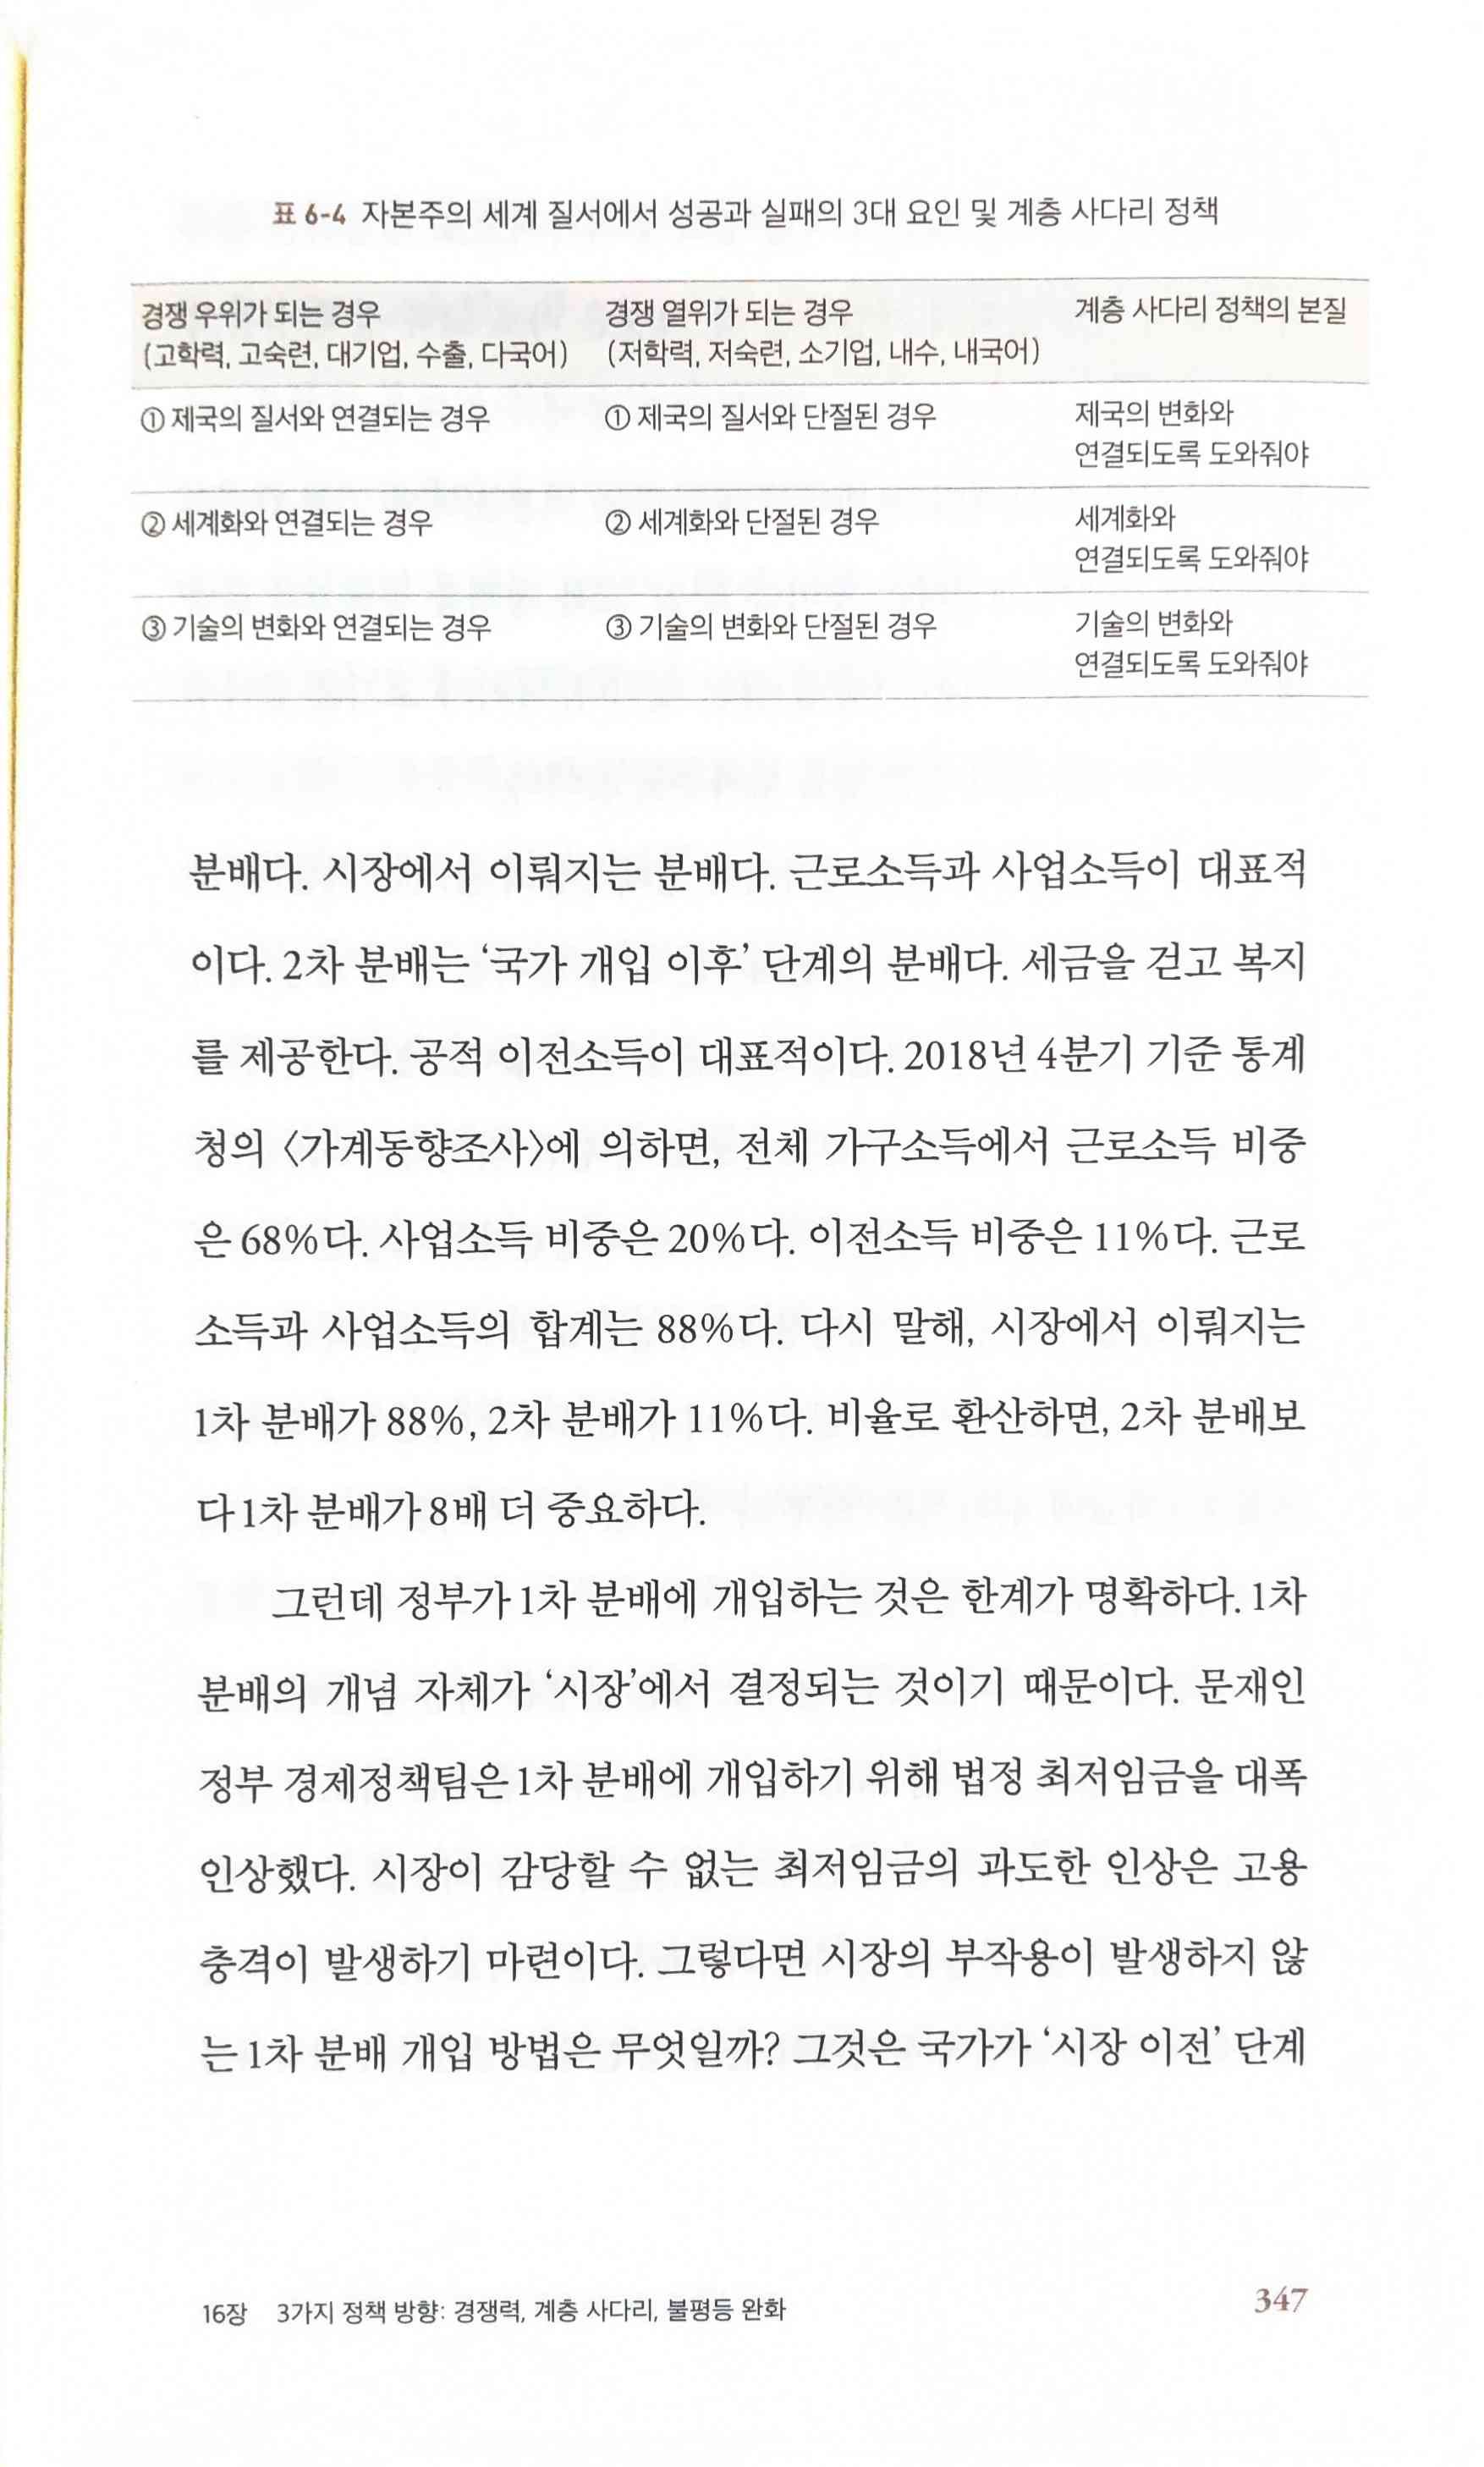 표 6-4 자본주의 세계 질서에서 성공과 실패의 3대 요인 및 계층 사다리 정책
경쟁 우위가 되는 경우 경쟁 열위가 되는 경우 계층 사다리 정책의 본질
(고학력, 고숙련, 대기업, 수출, 다국어) (저학력, 저숙련, 소기업, 내수, 내국어)
① 제국의 질서와 연결되는 경우 ① 제국의 질서와 단절된 경우 제국의 변화와
연결되도록 도와줘야
② 세계화와 연결되는 경우 ② 세계화와 단절된 경우 세계화와
연결되도록 도와줘야
③ 기술의 변화와 연결되는 경우 ③ 기술의 변화와 단절된 경우 기술의 변화와
연결되도록 도와줘야
분배다. 시장에서 이뤄지는 분배다. 근로소득과 사업소득이 대표적
이다. 2차 분배는 ‘국가 개입 이후’ 단계의 분배다. 세금을 걷고 복지
를 제공한다. 공적 이전소득이 대표적이다. 2018년 4분기 기준 통계
청의 〈가계동향조사〉에 의하면, 전체 가구소득에서 근로소득 비중
은 68%다. 사업소득 비중은 20%다. 이전소득 비중은 11%다. 근로
소득과 사업소득의 합계는 88%다. 다시 말해, 시장에서 이뤄지는
1차 분배가 88%, 2차 분배가 11%다. 비율로 환산하면, 2차 분배보
다 1차 분배가 8배 더 중요하다.
그런데 정부가 1차 분배에 개입하는 것은 한계가 명확하다. 1차
분배의 개념 자체가 ‘시장’에서 결정되는 것이기 때문이다. 문재인
정부 경제정책팀은 1차 분배에 개입하기 위해 법정 최저임금을 대폭
인상했다. 시장이 감당할 수 없는 최저임금의 과도한 인상은 고용
충격이 발생하기 마련이다. 그렇다면 시장의 부작용이 발생하지 않
는 1차 분배 개입 방법은 무엇일까? 그것은 국가가 ‘시장 이전’ 단계
16장 3가지 정책 방향: 경쟁력, 계층 사다리, 불평등 완화 347